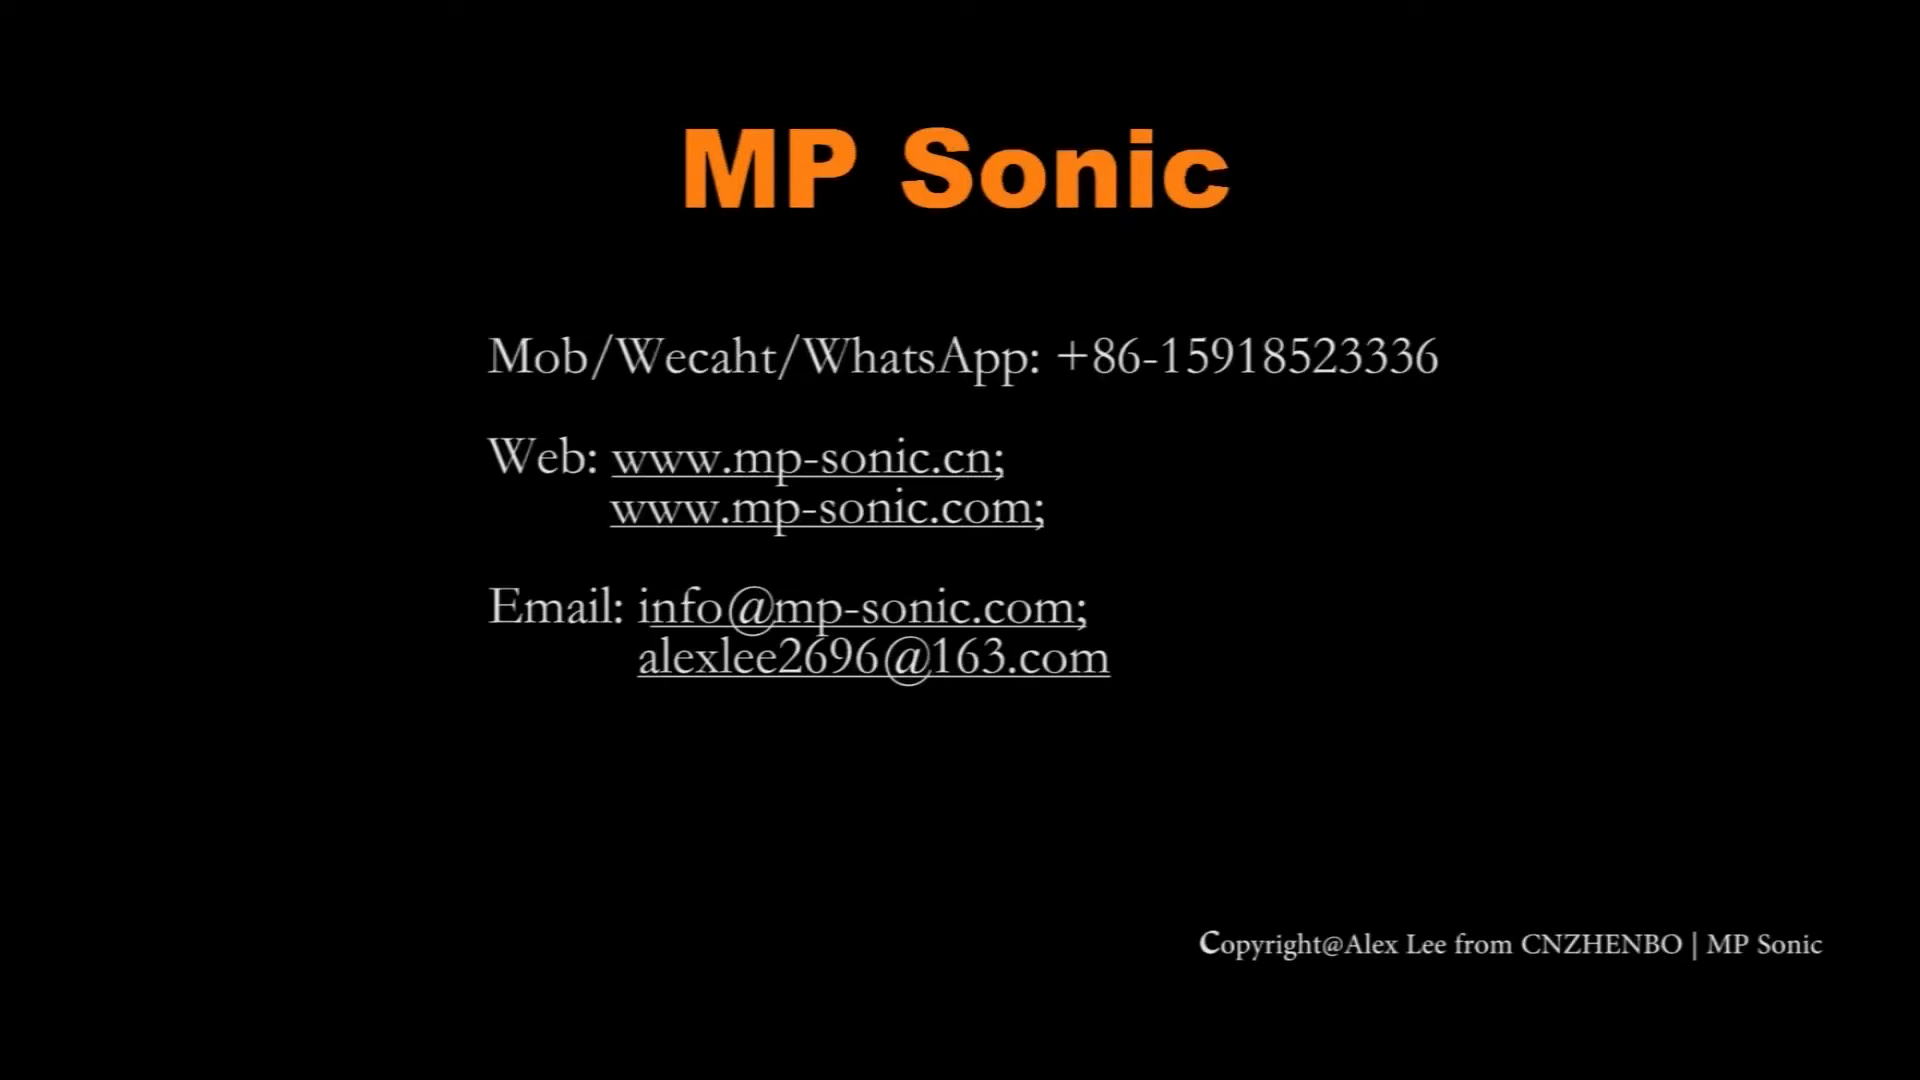 MP Sonic
Mob/Wecaht/WhatsApp: +86-15918523336
Web: www.mp-sonic.cn;
www.mp-sonic.com;
Email: info@mp-sonic.com;
alexlee2696@163.com
Copyright@Alex Lee from CNZHENBO | MP Sonic